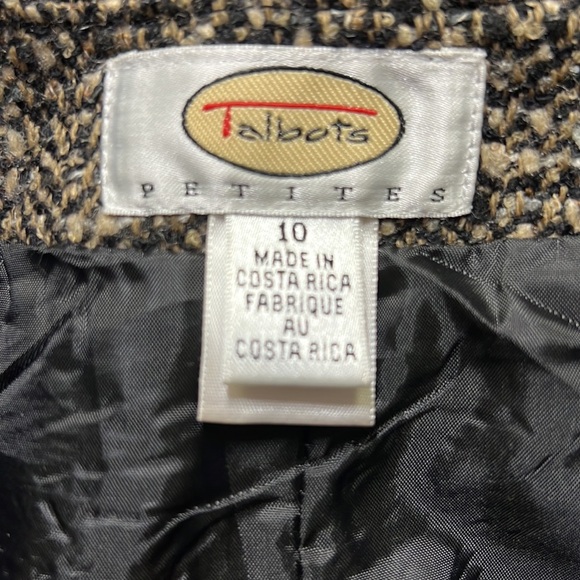 Talbots
PETITES
10
MADE IN
COSTA RICA
FABRIQUE
AU
COSTA RICA